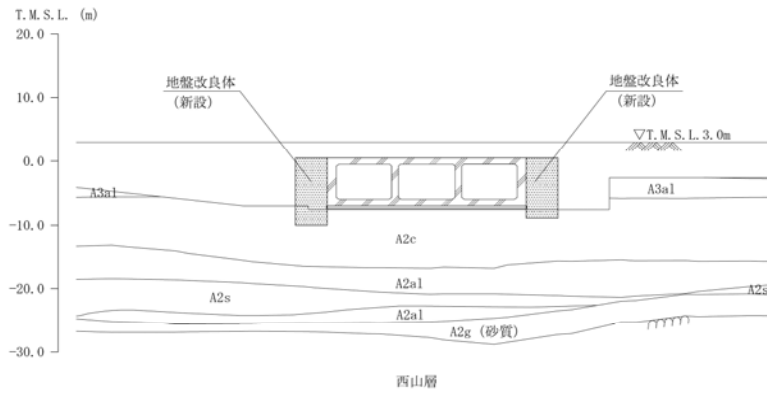 T.M.S.L. (m)
20.0
10.0
0.0
-10.0
-20.0
-30.0
地盤改良体
(新設)
地盤改良体
(新設)
▽T.M.S.L.3.0m
A3al
A3al
A2c
A2al
A2s
A2s
A2al
A2g (砂質)
西山層